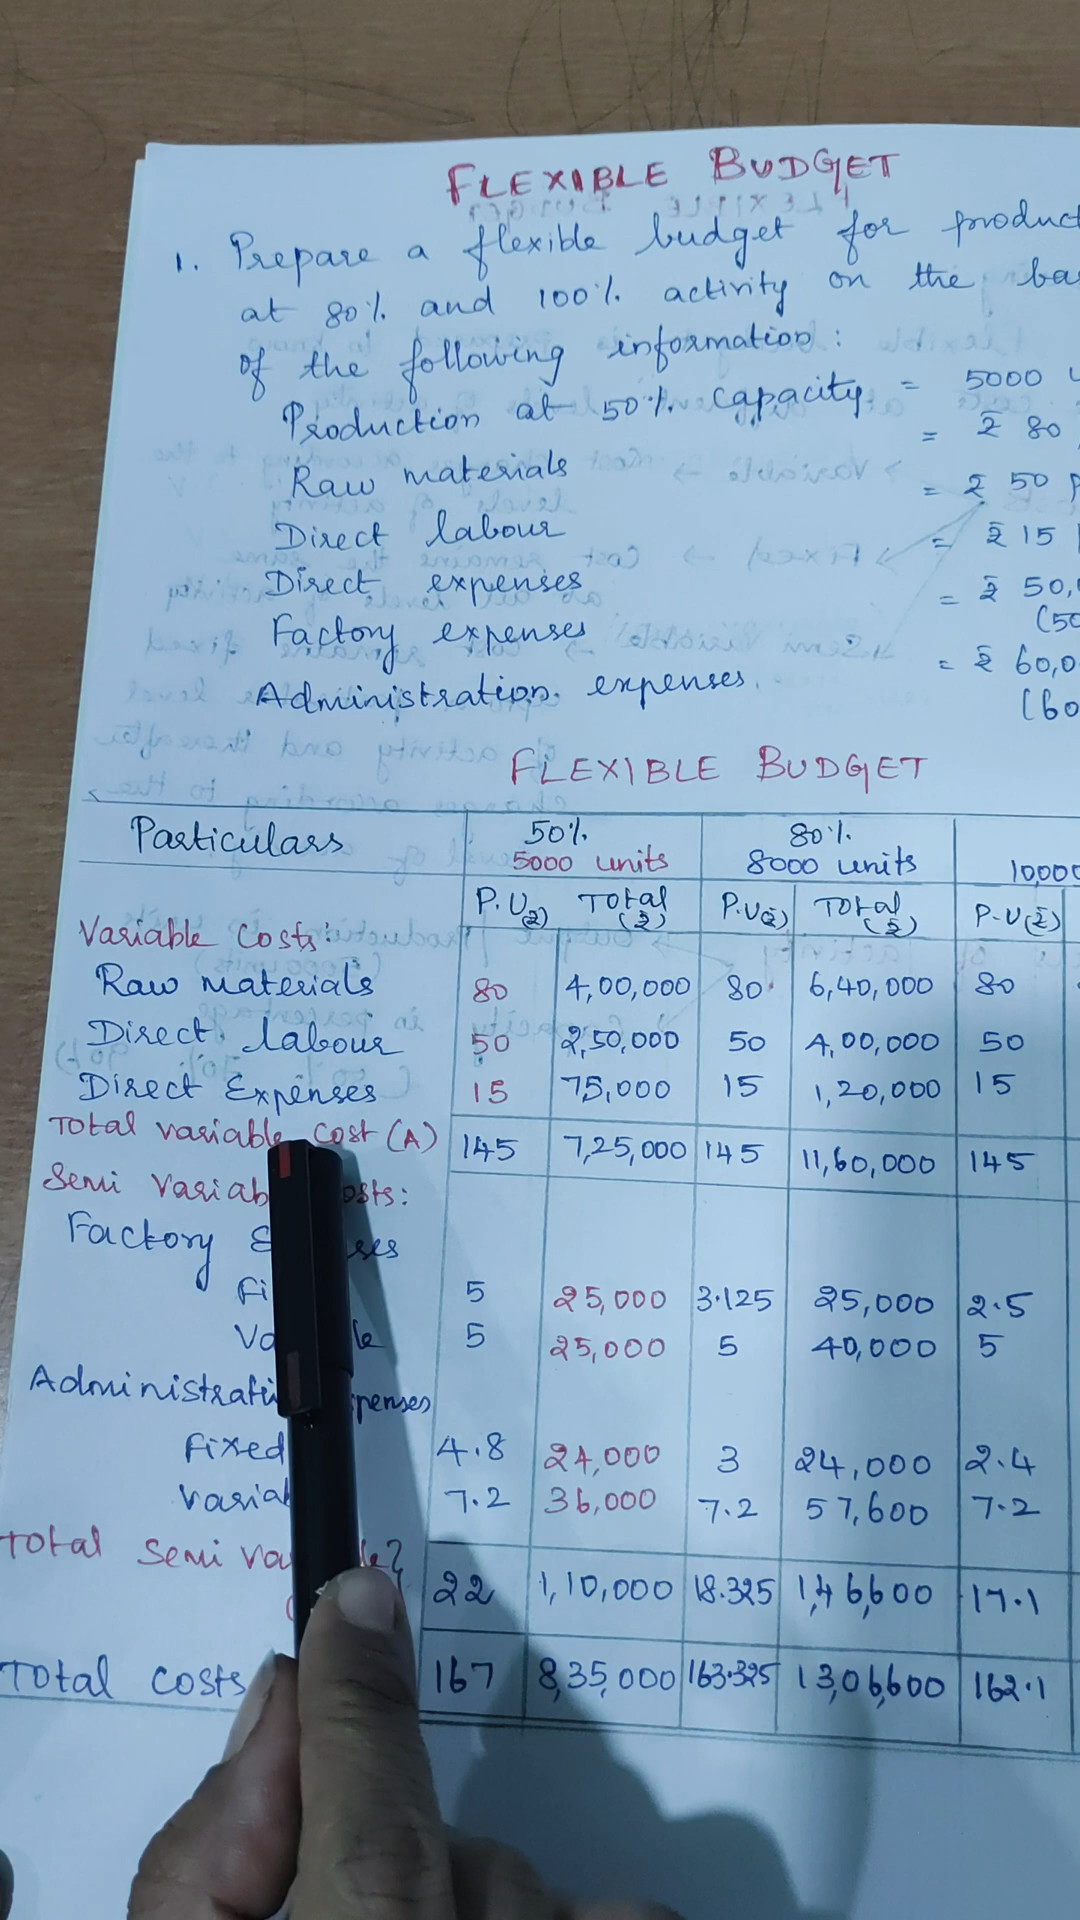 FLEXIBLE BUDGET
1. Prepare a flexible budget for product
at 80% and 100% activity on the
of the following information:
Production at 50% capacity = 5000
Raw materials = ₹ 80
Direct labour = ₹ 50
Direct expenses = ₹ 15
Factory expenses = ₹ 50,
(50
Administration expenses = ₹ 60,0
(60
FLEXIBLE BUDGET
Particulars 50% 80%
5000 units 8000 units 10,000
P.U(₹) Total (₹) P.U(₹) Total (₹) P.U(₹)
Variable Costs:
Raw materials 80 4,00,000 80 6,40,000 80
Direct labour 50 2,50,000 50 4,00,000 50
Direct Expenses 15 75,000 15 1,20,000 15
Total variable cost (A) 145 7,25,000 145 11,60,000 145
Semi
Factory
5 25,000 3.125 25,000 2.5
5 25,000 5 40,000 5
Fixed 4.8 24,000 3 24,000 2.4
7.2 36,000 7.2 57,600 7.2
Total Semi
22 1,10,000 18.325 1,46,600 17.1
Total costs 167 8,35,000 163.325 13,06,600 162.1